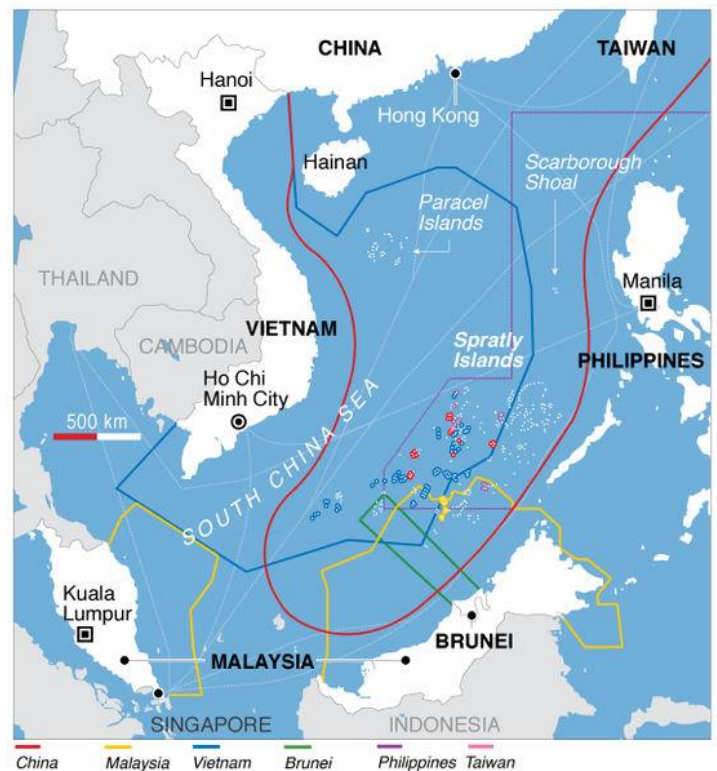 CHINA
TAIWAN
Hanoi
Hong Kong
Hainan
Scarborough
Shoal
Paracel
Islands
THAILAND
Manila
VIETNAM
Spratly
Islands
CAMBODIA
PHILIPPINES
Ho Chi
Minh City
500 km
SOUTH CHINA SEA
Kuala
Lumpur
BRUNEI
MALAYSIA
SINGAPORE
INDONESIA
China
Malaysia
Vietnam
Brunei
Philippines
Taiwan